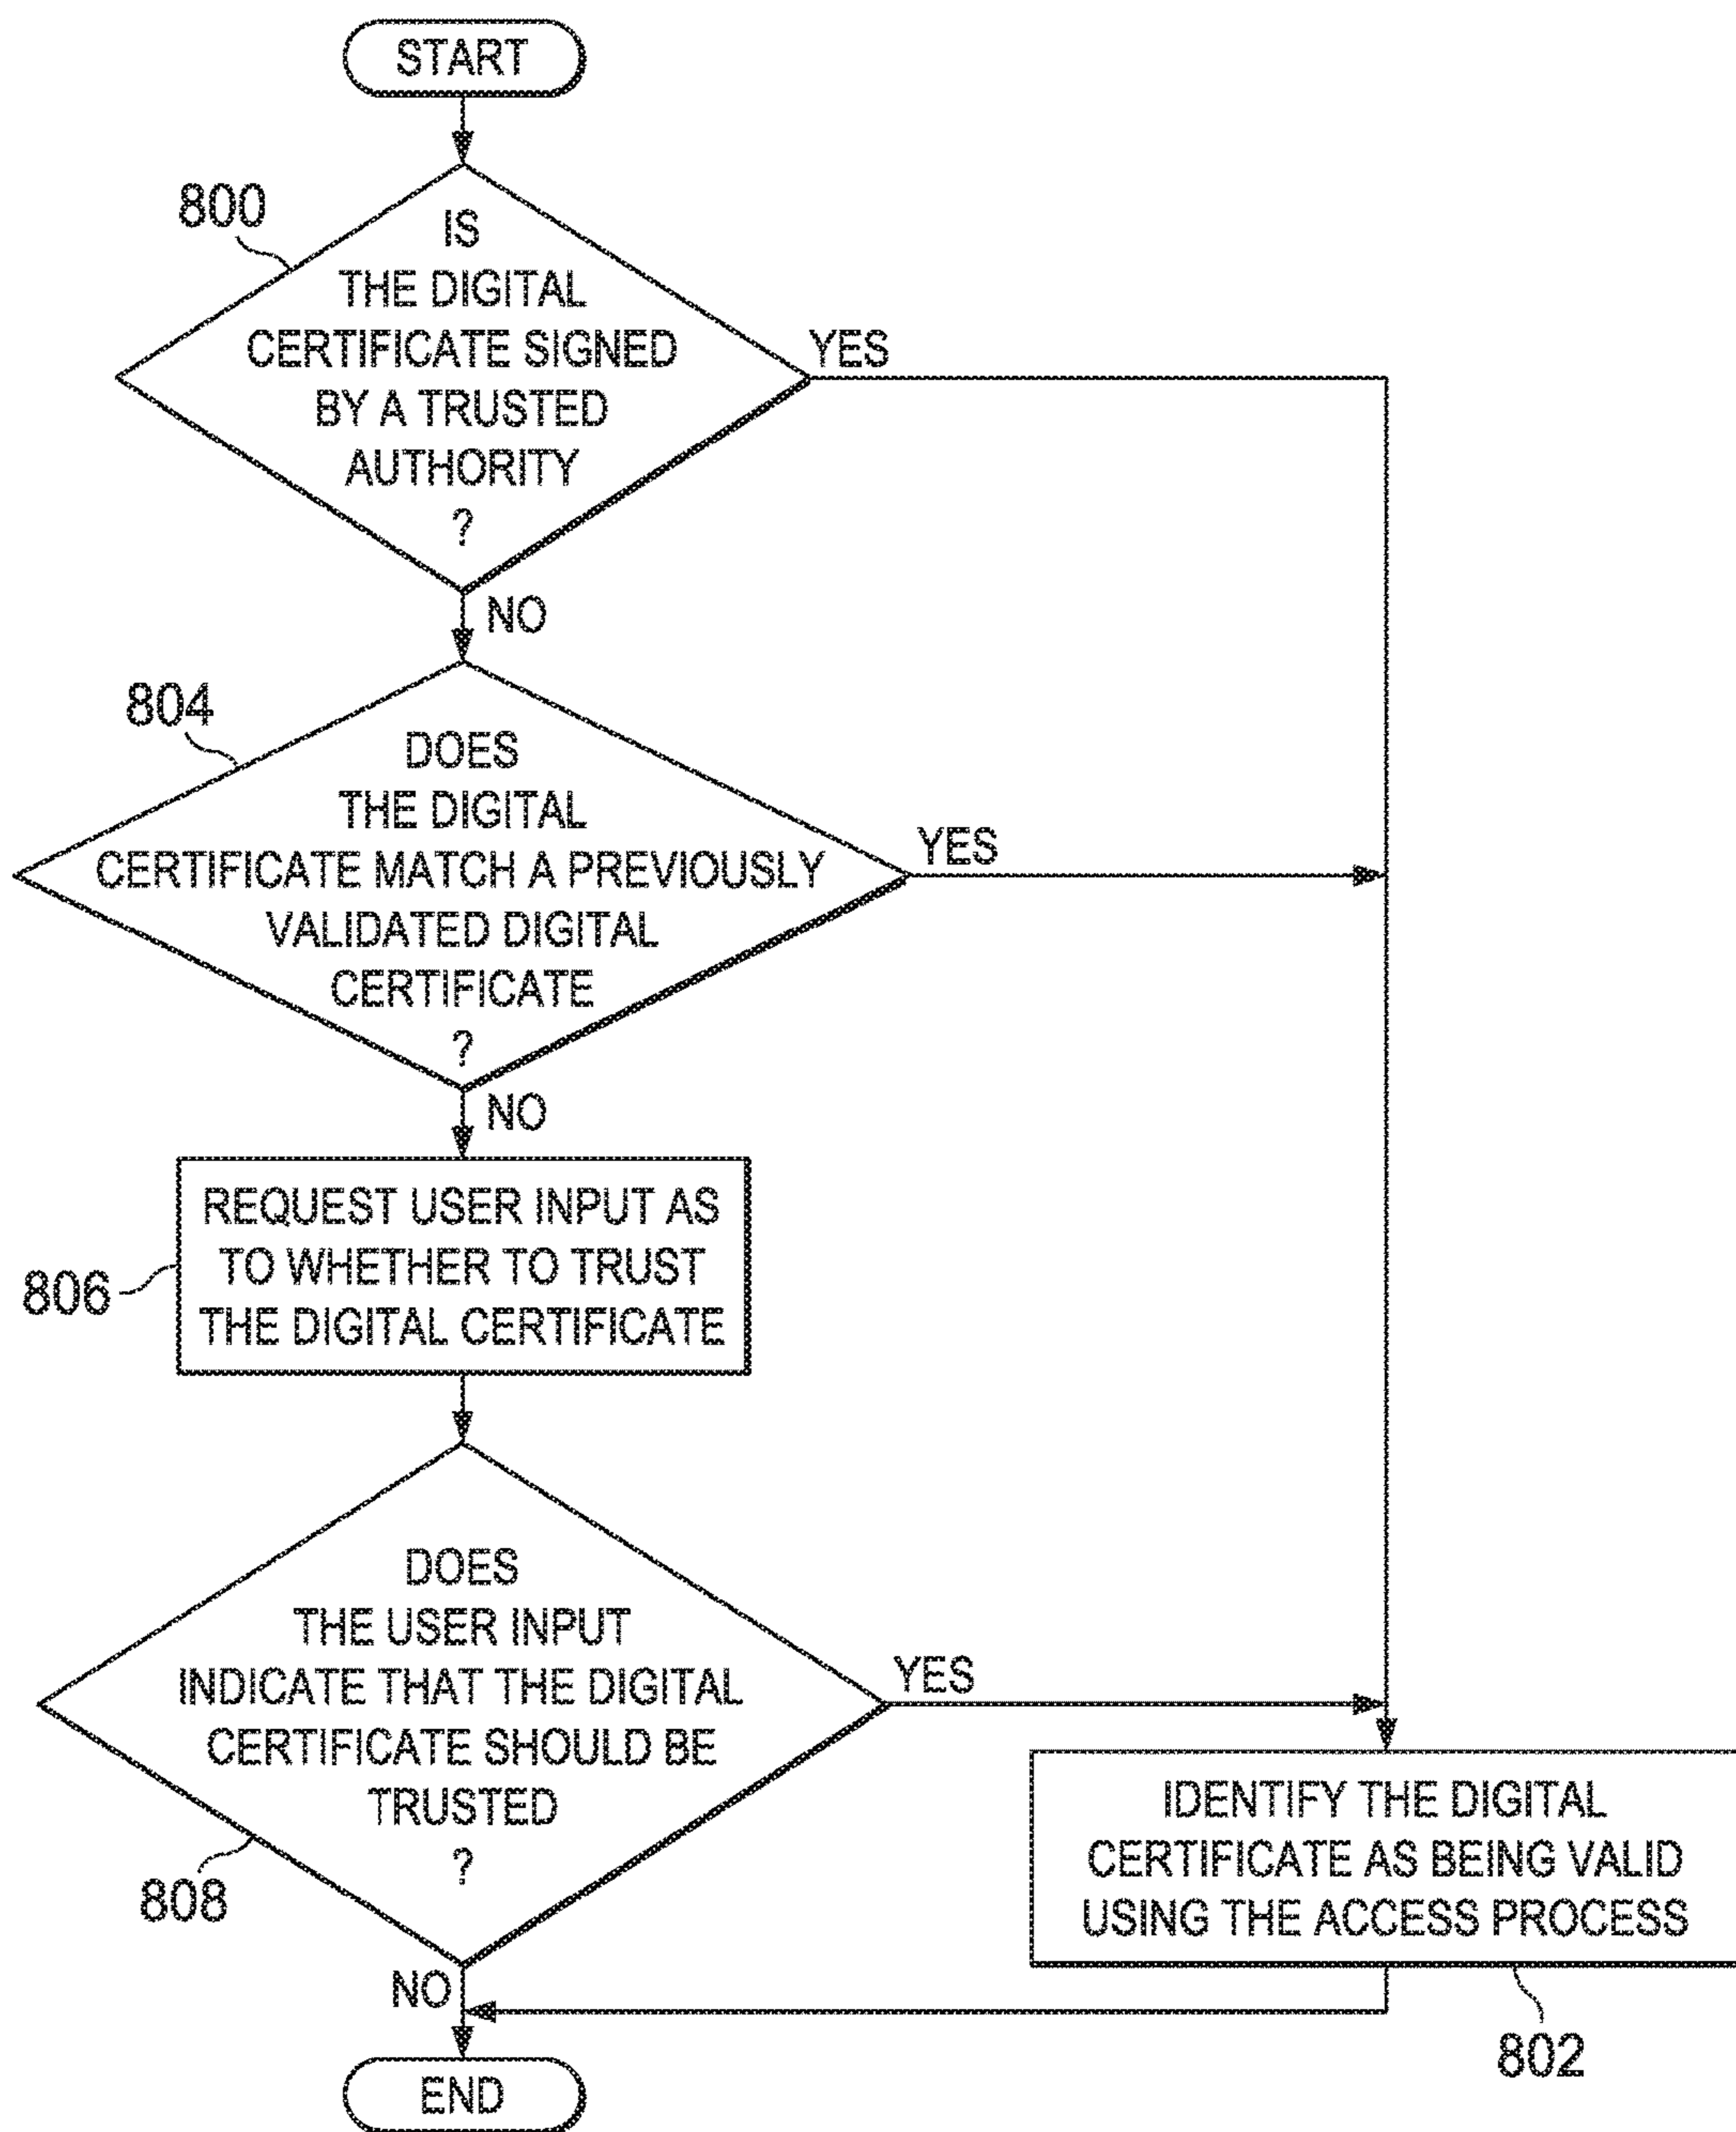 START
800
IS
THE DIGITAL
CERTIFICATE SIGNED
BY A TRUSTED
AUTHORITY
?
YES
NO
804
DOES
THE DIGITAL
CERTIFICATE MATCH A PREVIOUSLY
VALIDATED DIGITAL
CERTIFICATE
?
YES
NO
806
REQUEST USER INPUT AS
TO WHETHER TO TRUST
THE DIGITAL CERTIFICATE
DOES
THE USER INPUT
INDICATE THAT THE DIGITAL
CERTIFICATE SHOULD BE
TRUSTED
?
808
YES
NO
IDENTIFY THE DIGITAL
CERTIFICATE AS BEING VALID
USING THE ACCESS PROCESS
802
END